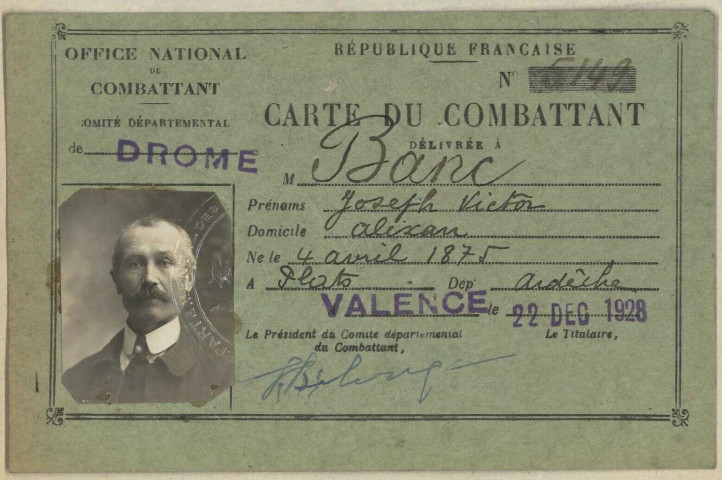 OFFICE NATIONAL
DU
COMBATTANT
COMITÉ DÉPARTEMENTAL
de DROME
RÉPUBLIQUE FRANÇAISE
N° 5149
CARTE DU COMBATTANT
DÉLIVRÉE À
M Banc
Prénoms Joseph Victor
Domicile alixan
Ne le 4 avril 1875
A Plats Dep^t ardèche
VALENCE le 22 DEC 1928
Le Président du Comité départemental
du Combattant,
Le Titulaire,